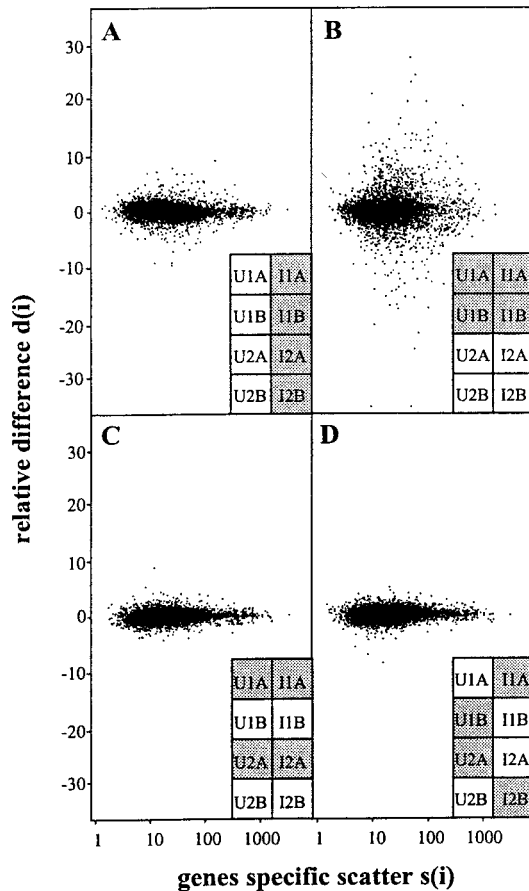 A
B
30
20
10
0
-10
-20
-30
U1A I1A
U1B I1B
U2A I2A
U2B I2B
U1A I1A
U1B I1B
U2A I2A
U2B I2B
C
D
30
20
10
0
-10
-20
-30
U1A I1A
U1B I1B
U2A I2A
U2B I2B
U1A I1A
U1B I1B
U2A I2A
U2B I2B
1 10 100 1000 1 10 100 1000
relative difference d(i)
genes specific scatter s(i)